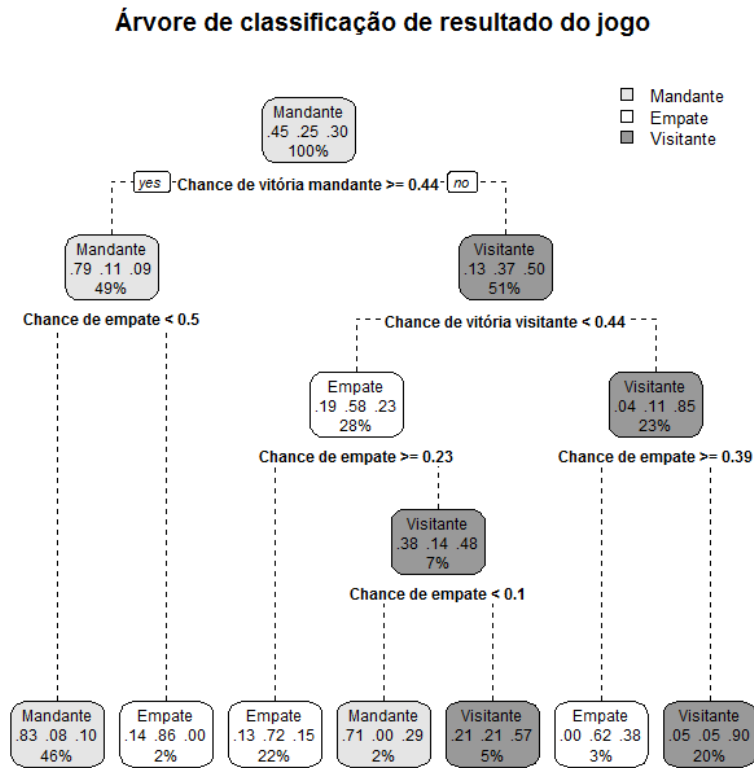 Árvore de classificação de resultado do jogo
Mandante
Empate
Visitante
Mandante
.45 .25 .30
100%
yes
Chance de vitória mandante >= 0.44
no
Mandante
.79 .11 .09
49%
Visitante
.13 .37 .50
51%
Chance de empate < 0.5
Chance de vitória visitante < 0.44
Empate
.19 .58 .23
28%
Visitante
.04 .11 .85
23%
Chance de empate >= 0.23
Chance de empate >= 0.39
Visitante
.38 .14 .48
7%
Chance de empate < 0.1
Mandante
.83 .08 .10
46%
Empate
.14 .86 .00
2%
Empate
.13 .72 .15
22%
Mandante
.71 .00 .29
2%
Visitante
.21 .21 .57
5%
Empate
.00 .62 .38
3%
Visitante
.05 .05 .90
20%